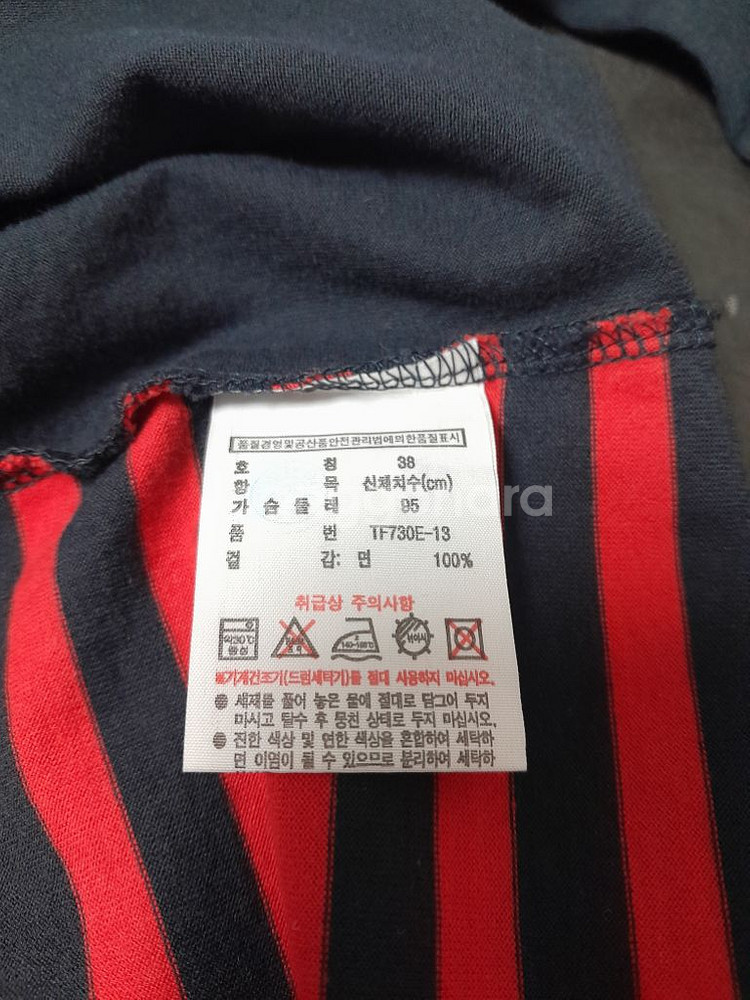 품질경영및공산품안전관리법에의한품질표시
호 칭 38
항 목 신체치수(cm)
가 슴 둘 레 95
품 번 TF730E-13
겉 감: 면 100%
취급상 주의사항
약30℃ 중성
2 140~160℃
※기계건조기(드럼세탁기)를 절대 사용하지 마십시오.
● 세제를 풀어 놓은 물에 절대로 담그어 두지
마시고 탈수 후 뭉친 상태로 두지 마십시오.
● 진한 색상 및 연한 색상을 혼합하여 세탁하
면 이염이 될 수 있으므로 분리하여 세탁하